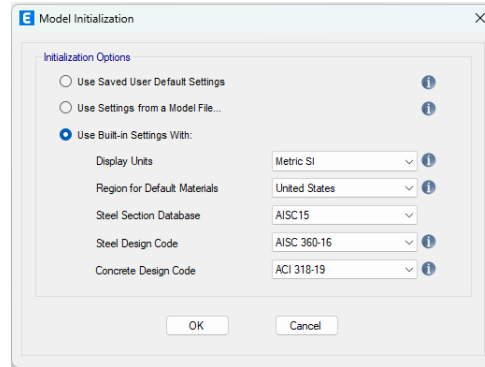 E Model Initialization
Initialization Options
Use Saved User Default Settings
Use Settings from a Model File...
Use Built-in Settings With:
Display Units Metric SI
Region for Default Materials United States
Steel Section Database AISC15
Steel Design Code AISC 360-16
Concrete Design Code ACI 318-19
OK Cancel